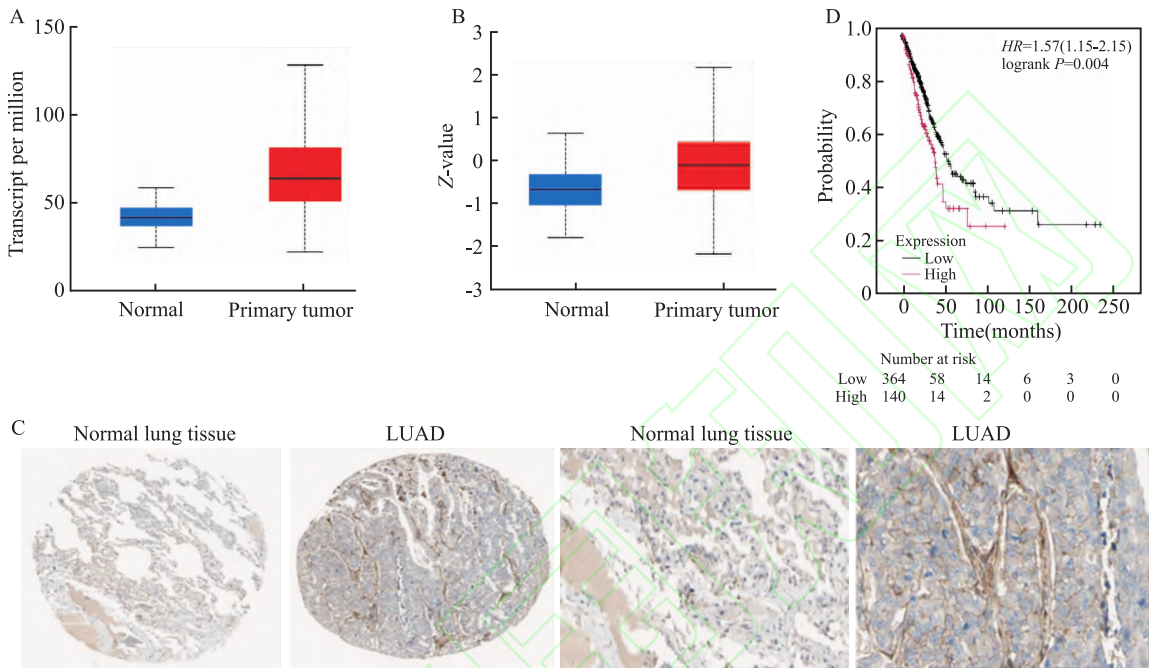 A
150
100
50
0
Transcript per million
Normal
Primary tumor
B
3
2
1
0
-1
-2
-3
Z-value
Normal
Primary tumor
D
1.0
0.8
0.6
0.4
0.2
0
Probability
HR=1.57(1.15-2.15)
logrank P=0.004
Expression
Low
High
0 50 100 150 200 250
Time(months)
Number at risk
Low 364 58 14 6 3 0
High 140 14 2 0 0 0
C
Normal lung tissue
LUAD
Normal lung tissue
LUAD